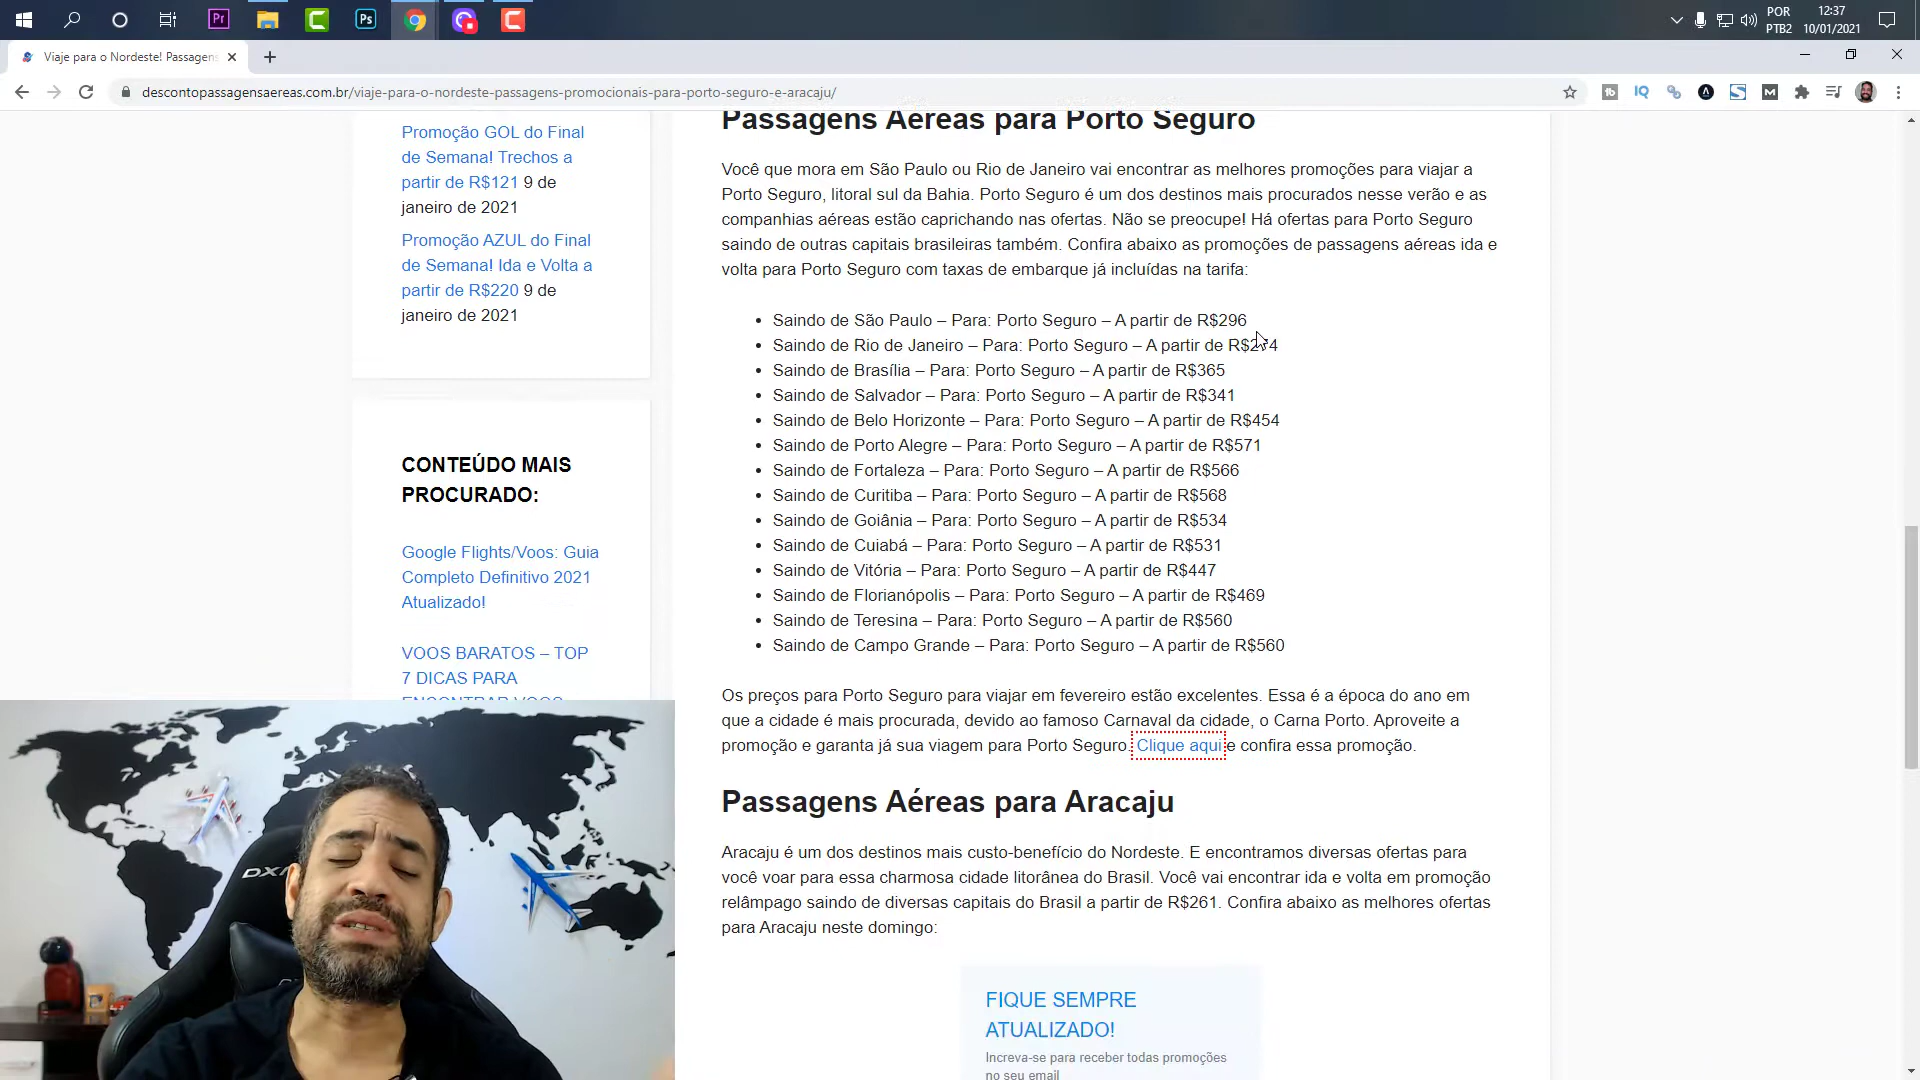 POR
PTB2
12:37
10/01/2021
Viaje para o Nordeste! Passagens
descontopassagensaereas.com.br/viaje-para-o-nordeste-passagens-promocionais-para-porto-seguro-e-aracaju/
Promoção GOL do Final
de Semana! Trechos a
partir de R$121 9 de
janeiro de 2021
Promoção AZUL do Final
de Semana! Ida e Volta a
partir de R$220 9 de
janeiro de 2021
CONTEÚDO MAIS
PROCURADO:
Google Flights/Voos: Guia
Completo Definitivo 2021
Atualizado!
VOOS BARATOS – TOP
7 DICAS PARA
ENCONTRAR VOOS
Passagens Aéreas para Porto Seguro
Você que mora em São Paulo ou Rio de Janeiro vai encontrar as melhores promoções para viajar a
Porto Seguro, litoral sul da Bahia. Porto Seguro é um dos destinos mais procurados nesse verão e as
companhias aéreas estão caprichando nas ofertas. Não se preocupe! Há ofertas para Porto Seguro
saindo de outras capitais brasileiras também. Confira abaixo as promoções de passagens aéreas ida e
volta para Porto Seguro com taxas de embarque já incluídas na tarifa:
• Saindo de São Paulo – Para: Porto Seguro – A partir de R$296
• Saindo de Rio de Janeiro – Para: Porto Seguro – A partir de
• Saindo de Brasília – Para: Porto Seguro – A partir de R$365
• Saindo de Salvador – Para: Porto Seguro – A partir de R$341
• Saindo de Belo Horizonte – Para: Porto Seguro – A partir de R$454
• Saindo de Porto Alegre – Para: Porto Seguro – A partir de R$571
• Saindo de Fortaleza – Para: Porto Seguro – A partir de R$566
• Saindo de Curitiba – Para: Porto Seguro – A partir de R$568
• Saindo de Goiânia – Para: Porto Seguro – A partir de R$534
• Saindo de Cuiabá – Para: Porto Seguro – A partir de R$531
• Saindo de Vitória – Para: Porto Seguro – A partir de R$447
• Saindo de Florianópolis – Para: Porto Seguro – A partir de R$469
• Saindo de Teresina – Para: Porto Seguro – A partir de R$560
• Saindo de Campo Grande – Para: Porto Seguro – A partir de R$560
Os preços para Porto Seguro para viajar em fevereiro estão excelentes. Essa é a época do ano em
que a cidade é mais procurada, devido ao famoso Carnaval da cidade, o Carna Porto. Aproveite a
promoção e garanta já sua viagem para Porto Seguro. Clique aqui e confira essa promoção.
Passagens Aéreas para Aracaju
Aracaju é um dos destinos mais custo-benefício do Nordeste. E encontramos diversas ofertas para
você voar para essa charmosa cidade litorânea do Brasil. Você vai encontrar ida e volta em promoção
relâmpago saindo de diversas capitais do Brasil a partir de R$261. Confira abaixo as melhores ofertas
para Aracaju neste domingo:
FIQUE SEMPRE
ATUALIZADO!
Increva-se para receber todas promoções
no seu email